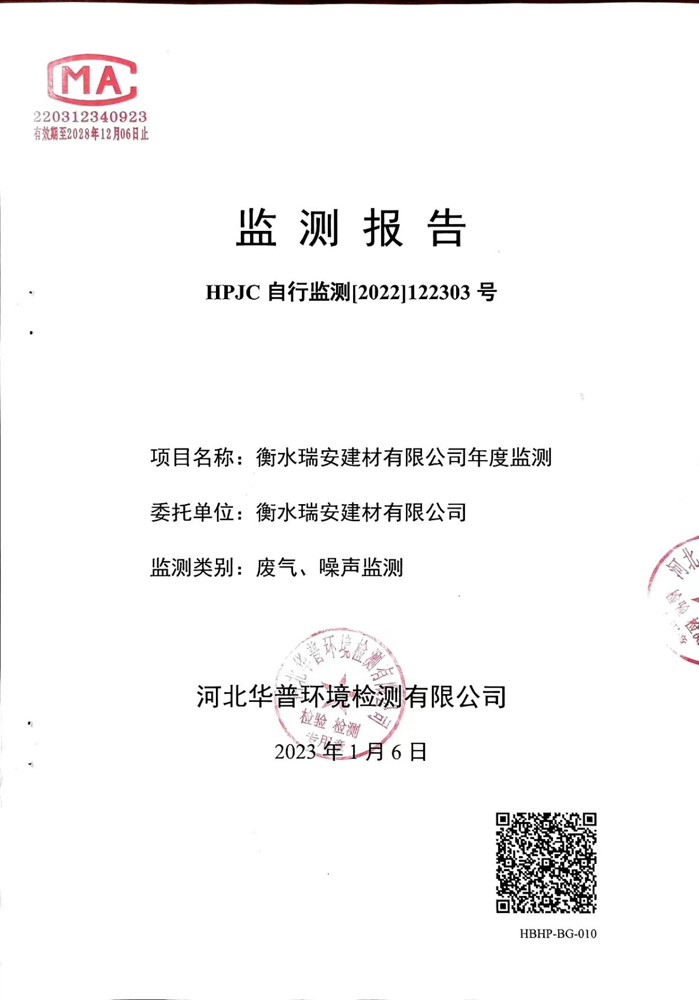 MA
220312340923
有效期至2028年12月06日止
监测报告
HPJC 自行监测[2022]122303 号
项目名称：衡水瑞安建材有限公司年度监测
委托单位：衡水瑞安建材有限公司
监测类别：废气、噪声监测
河北华普环境检测有限公司
检验 检测
专用章
河北华普环境检测有限公司
2023 年 1 月 6 日
河北
检验
检测
HBHP-BG-010